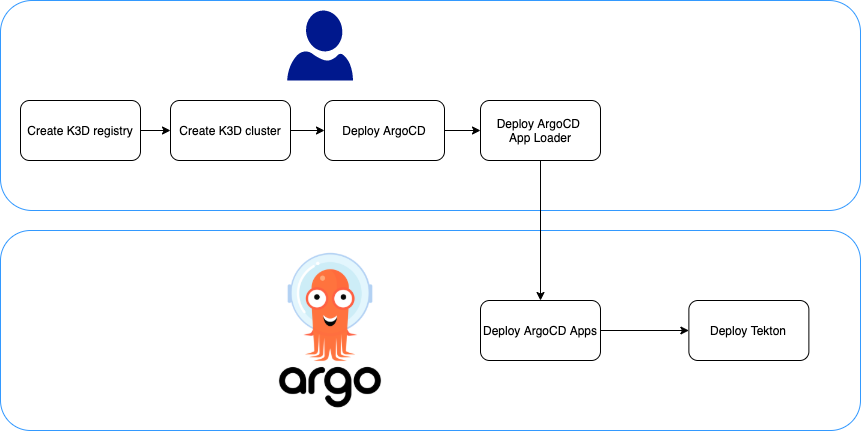 Create K3D registry
Create K3D cluster
Deploy ArgoCD
Deploy ArgoCD
App Loader
argo
Deploy ArgoCD Apps
Deploy Tekton